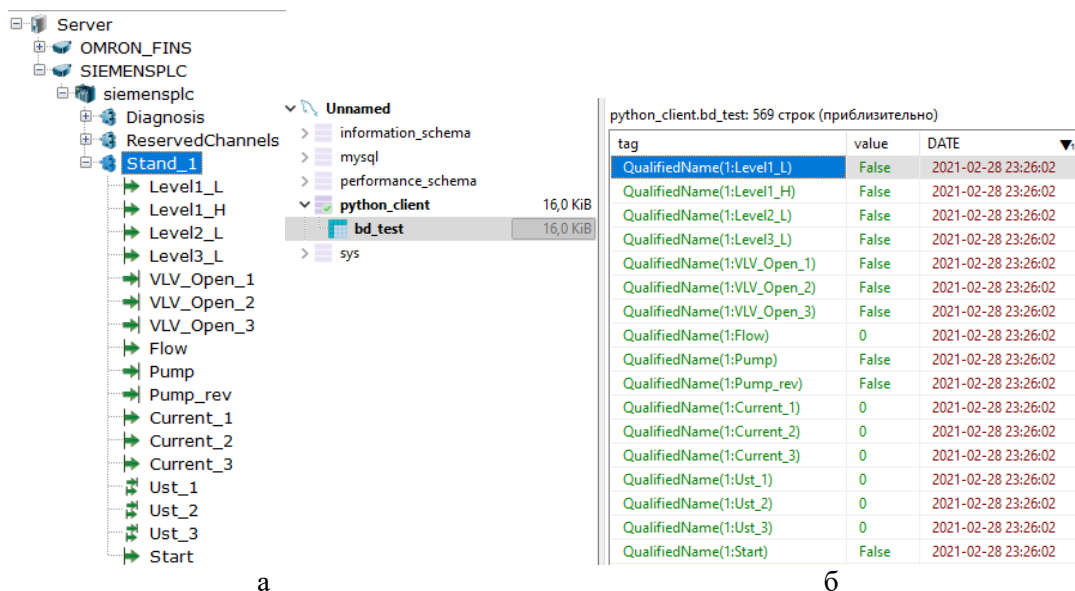 Server
OMRON_FINS
SIEMENSPLC
siemensplc
Diagnosis
ReservedChannels
Stand_1
Level1_L
Level1_H
Level2_L
Level3_L
VLV_Open_1
VLV_Open_2
VLV_Open_3
Flow
Pump
Pump_rev
Current_1
Current_2
Current_3
Ust_1
Ust_2
Ust_3
Start
а
Unnamed
information_schema
mysql
performance_schema
python_client 16,0 KiB
bd_test 16,0 KiB
sys
python_client.bd_test: 569 строк (приблизительно)
tag value DATE
QualifiedName(1:Level1_L) False 2021-02-28 23:26:02
QualifiedName(1:Level1_H) False 2021-02-28 23:26:02
QualifiedName(1:Level2_L) False 2021-02-28 23:26:02
QualifiedName(1:Level3_L) False 2021-02-28 23:26:02
QualifiedName(1:VLV_Open_1) False 2021-02-28 23:26:02
QualifiedName(1:VLV_Open_2) False 2021-02-28 23:26:02
QualifiedName(1:VLV_Open_3) False 2021-02-28 23:26:02
QualifiedName(1:Flow) 0 2021-02-28 23:26:02
QualifiedName(1:Pump) False 2021-02-28 23:26:02
QualifiedName(1:Pump_rev) False 2021-02-28 23:26:02
QualifiedName(1:Current_1) 0 2021-02-28 23:26:02
QualifiedName(1:Current_2) 0 2021-02-28 23:26:02
QualifiedName(1:Current_3) 0 2021-02-28 23:26:02
QualifiedName(1:Ust_1) 0 2021-02-28 23:26:02
QualifiedName(1:Ust_2) 0 2021-02-28 23:26:02
QualifiedName(1:Ust_3) 0 2021-02-28 23:26:02
QualifiedName(1:Start) False 2021-02-28 23:26:02
б